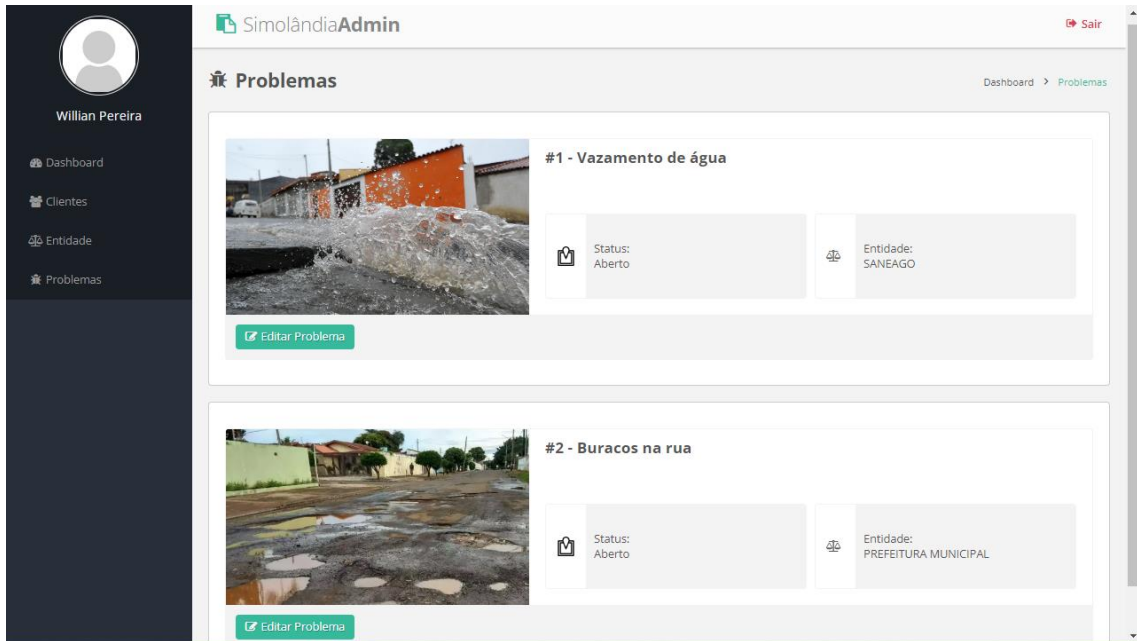 SimolândiaAdmin
Sair
Willian Pereira
Dashboard
Clientes
Entidade
Problemas
Problemas
Dashboard > Problemas
#1 - Vazamento de água
Status:
Aberto
Entidade:
SANEAGO
Editar Problema
#2 - Buracos na rua
Status:
Aberto
Entidade:
PREFEITURA MUNICIPAL
Editar Problema